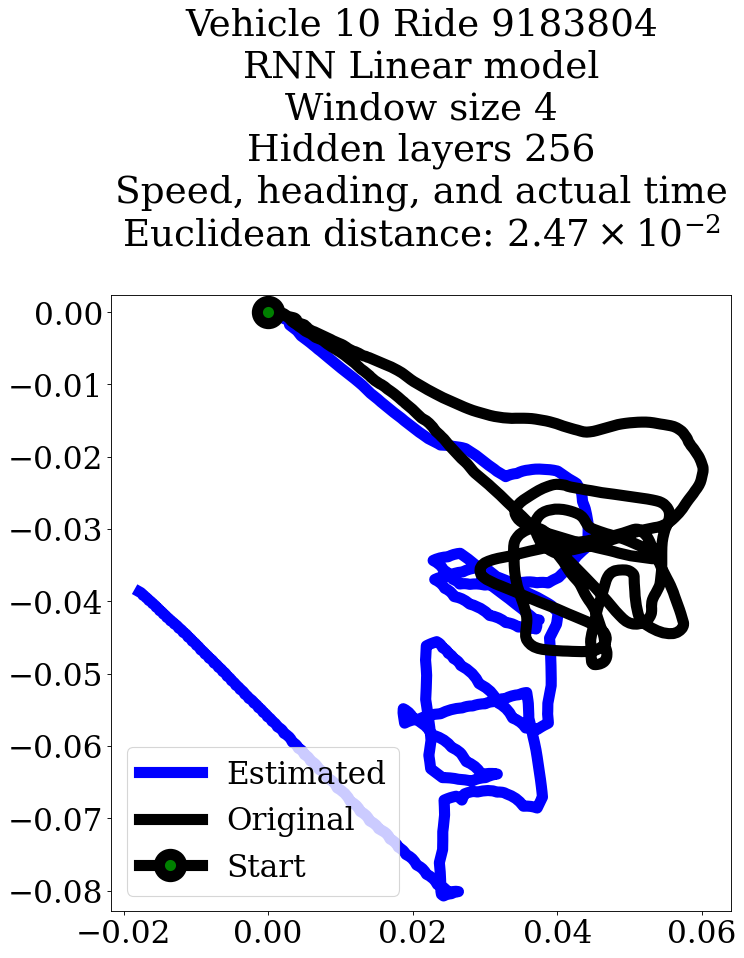 Vehicle 10 Ride 9183804
RNN Linear model
Window size 4
Hidden layers 256
Speed, heading, and actual time
Euclidean distance: 2.47 × 10⁻²
0.00
−0.01
−0.02
−0.03
−0.04
−0.05
−0.06
−0.07
−0.08
Estimated
Original
Start
−0.02 0.00 0.02 0.04 0.06